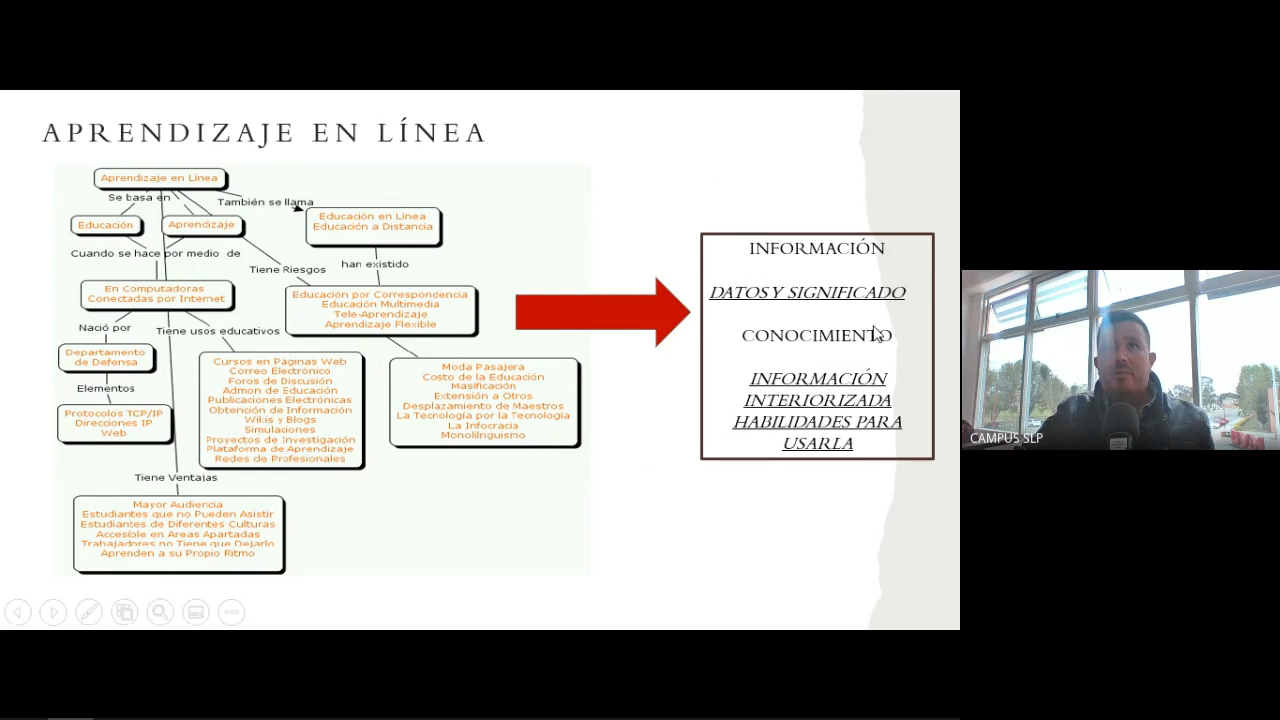 APRENDIZAJE EN LÍNEA
Aprendizaje en Línea
Se basa en
También se llama
Educación
Aprendizaje
Educación en Línea
Educación a Distancia
Cuando se hace por medio de
Tiene Riesgos
han existido
En Computadoras
Conectadas por Internet
Educación por Correspondencia
Educación Multimedia
Tele-Aprendizaje
Aprendizaje Flexible
Nació por
Tiene usos educativos
Departamento
de Defensa
Elementos
Protocolos TCP/IP
Direcciones IP
Web
Cursos en Páginas Web
Correo Electrónico
Foros de Discusión
Admon de Educación
Publicaciones Electrónicas
Obtención de Información
Wikis y Blogs
Simulaciones
Proyectos de Investigación
Plataforma de Aprendizaje
Redes de Profesionales
Moda Pasajera
Costo de la Educación
Masificación
Extensión a Otros
Desplazamiento de Maestros
La Tecnología por la Tecnología
La Infocracia
Monolilnguismo
Tiene Ventajas
Mayor Audiencia
Estudiantes que no Pueden Asistir
Estudiantes de Diferentes Culturas
Accesible en Areas Apartadas
Trabajadores no Tiene que Dejarlo
Aprenden a su Propio Ritmo
INFORMACIÓN
DATOS Y SIGNIFICADO
CONOCIMIENTO
INFORMACIÓN
INTERIORIZADA
HABILIDADES PARA
USARLA
CAMPUS SLP